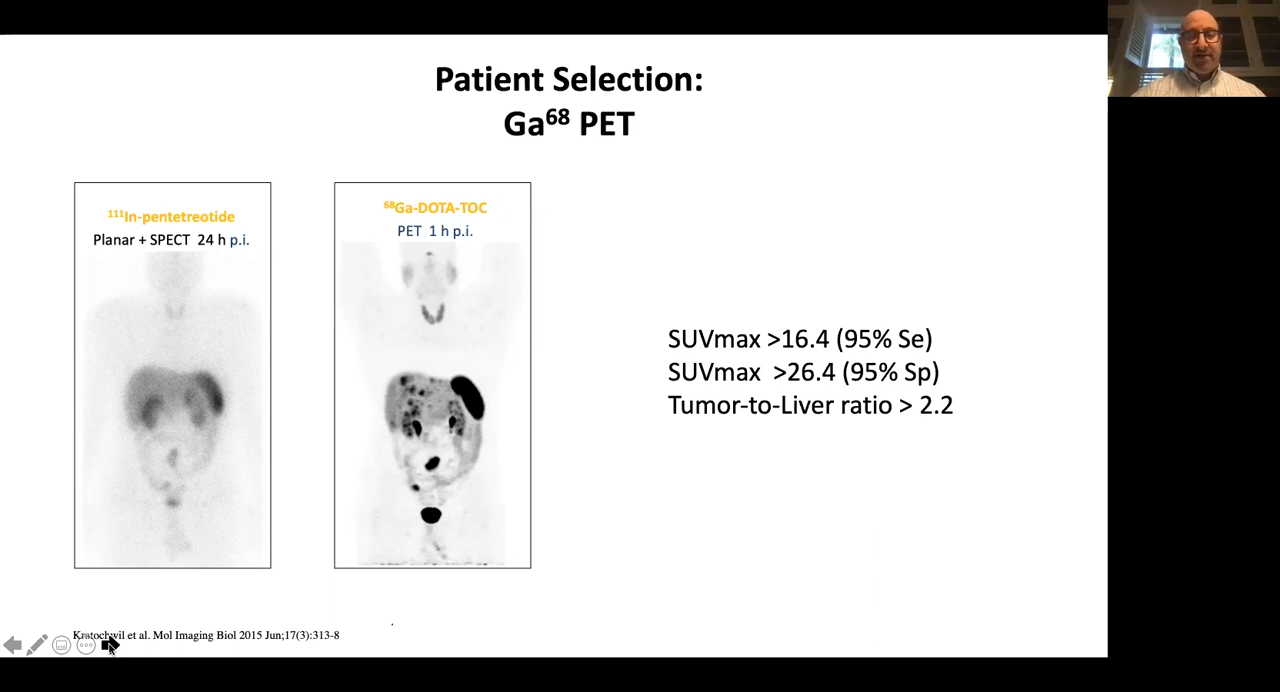 Patient Selection:
Ga⁶⁸ PET
¹¹¹In-pentetreotide
Planar + SPECT 24 h p.i.
⁶⁸Ga-DOTA-TOC
PET 1 h p.i.
SUVmax >16.4 (95% Se)
SUVmax >26.4 (95% Sp)
Tumor-to-Liver ratio > 2.2
Kratochwil et al. Mol Imaging Biol 2015 Jun;17(3):313-8